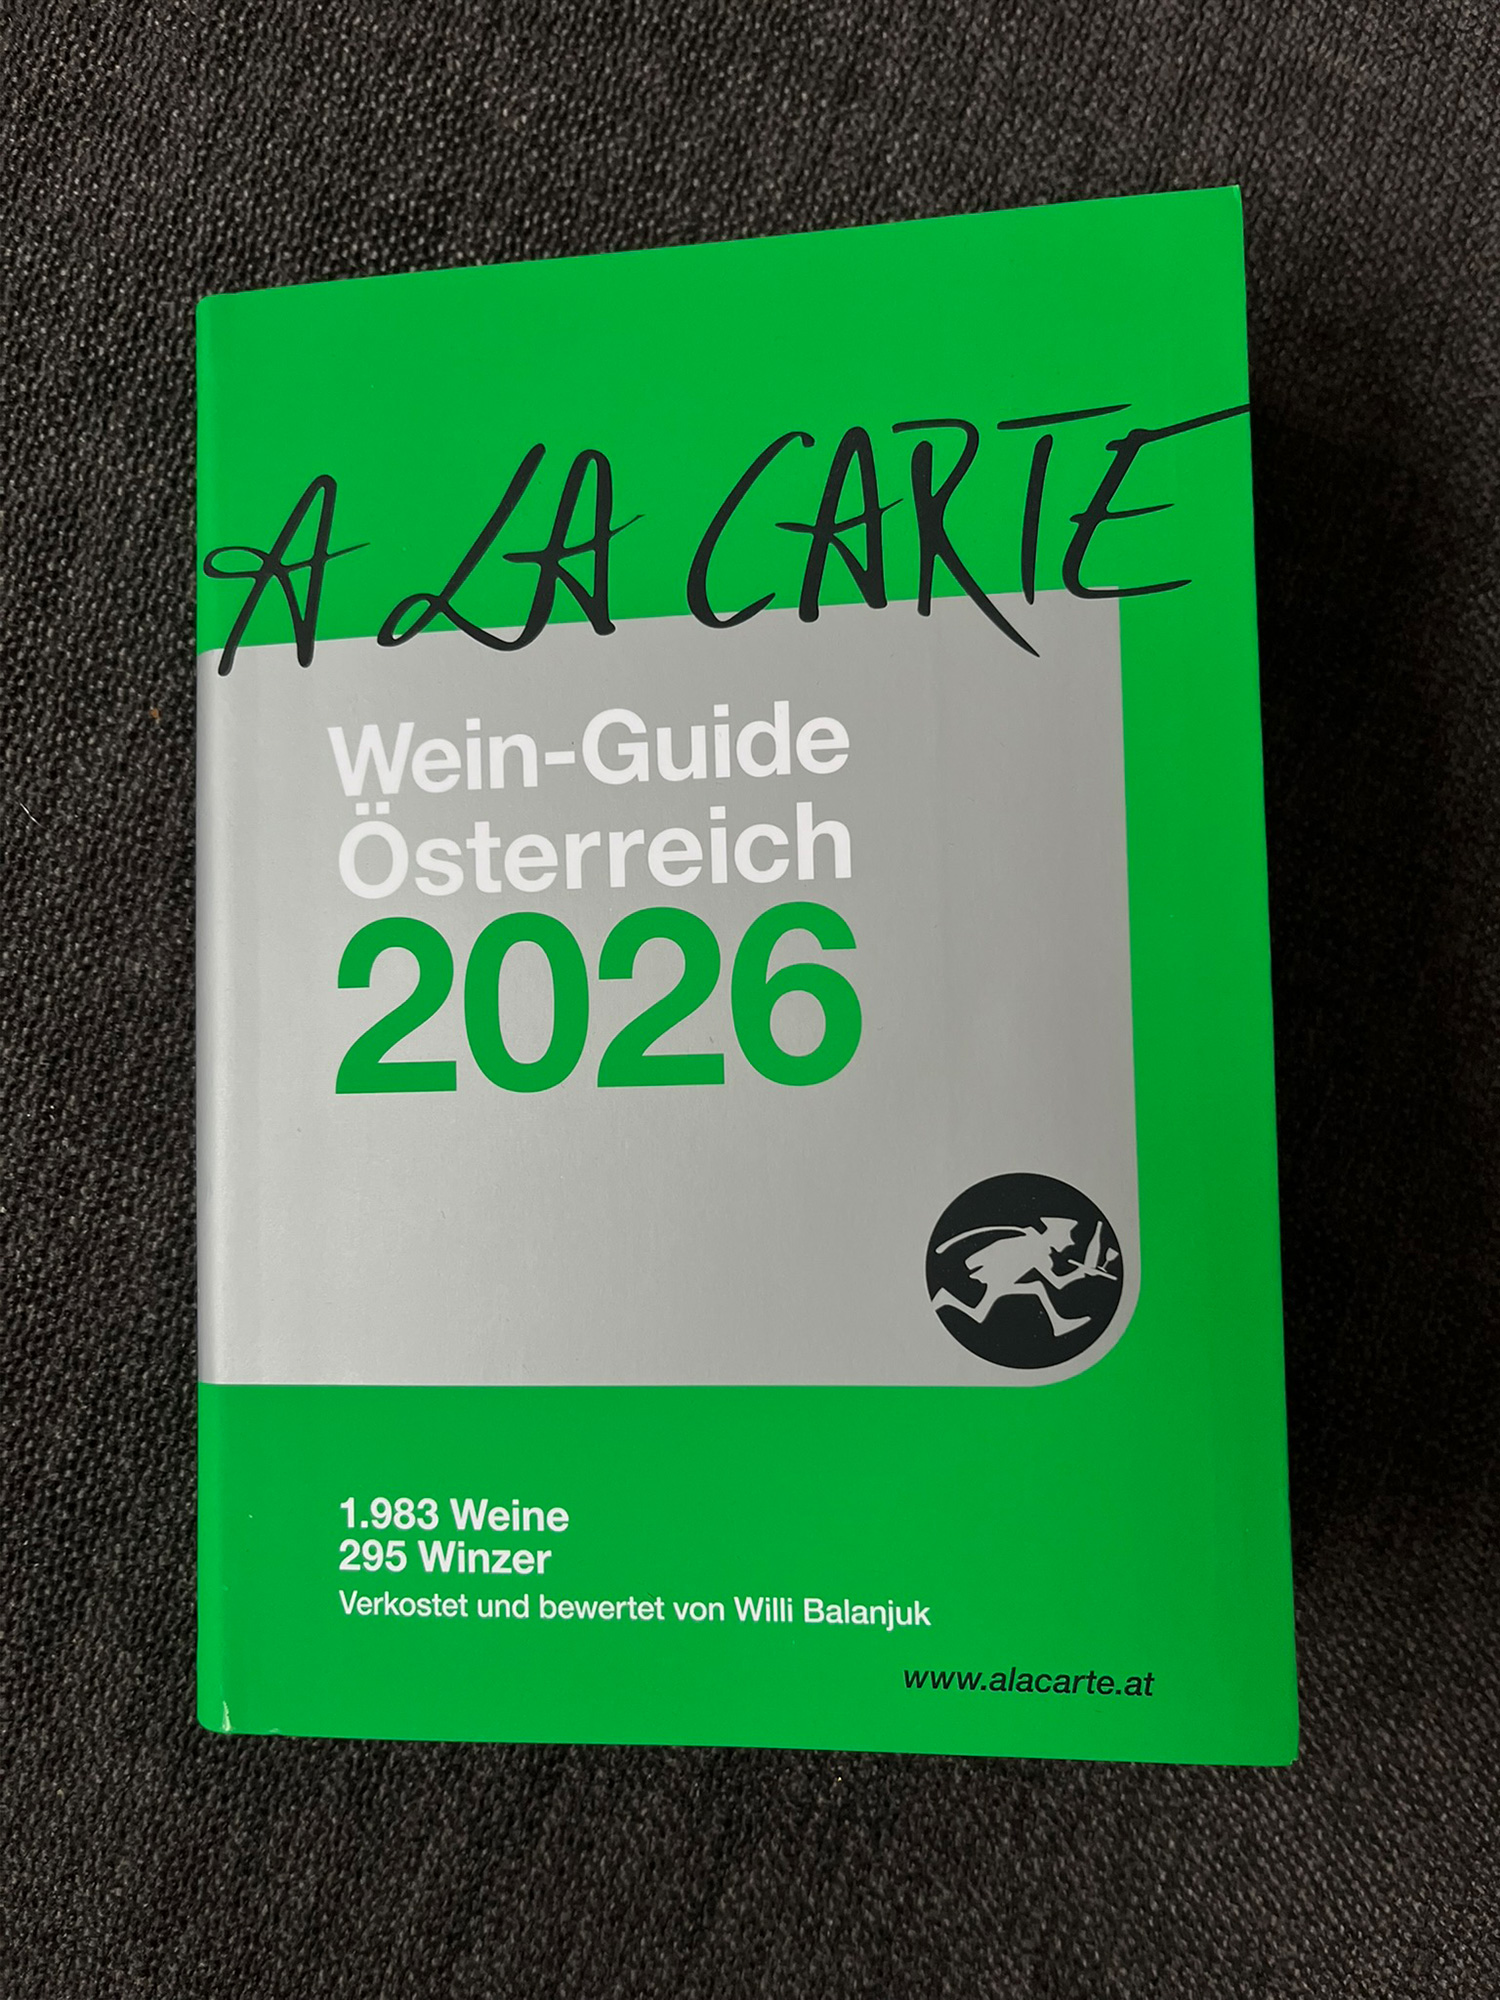 A LA CARTE
Wein-Guide
Österreich
2026
1.983 Weine
295 Winzer
Verkostet und bewertet von Willi Balanjuk
www.alacarte.at